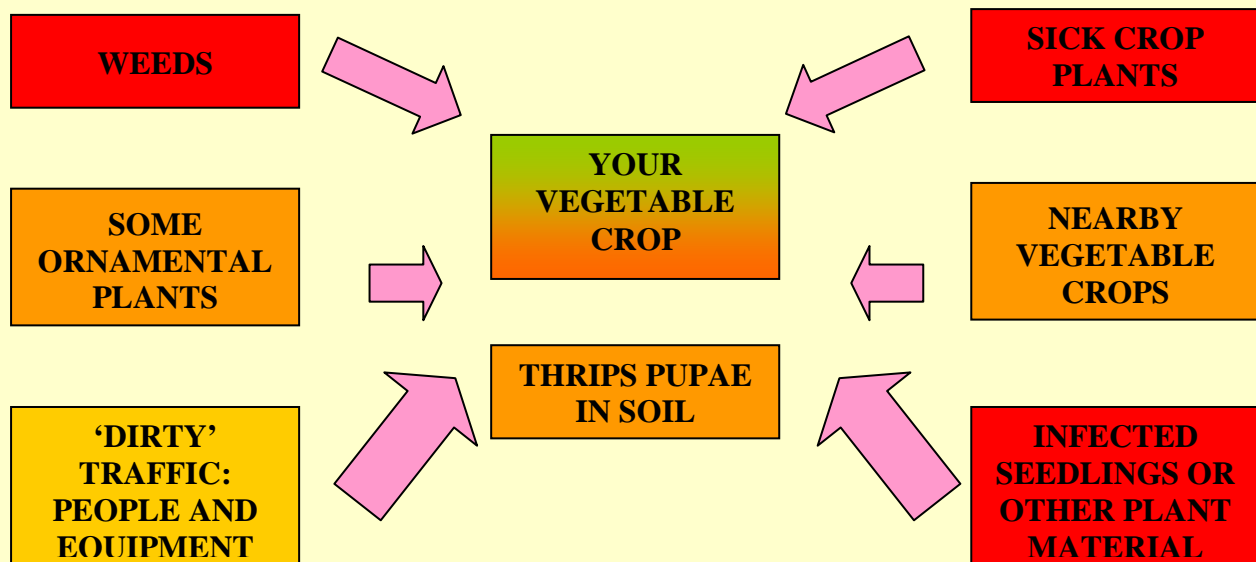 WEEDS
SICK CROP
PLANTS
YOUR
VEGETABLE
CROP
SOME
ORNAMENTAL
PLANTS
NEARBY
VEGETABLE
CROPS
THRIPS PUPAE
IN SOIL
‘DIRTY’
TRAFFIC:
PEOPLE AND
EQUIPMENT
INFECTED
SEEDLINGS OR
OTHER PLANT
MATERIAL